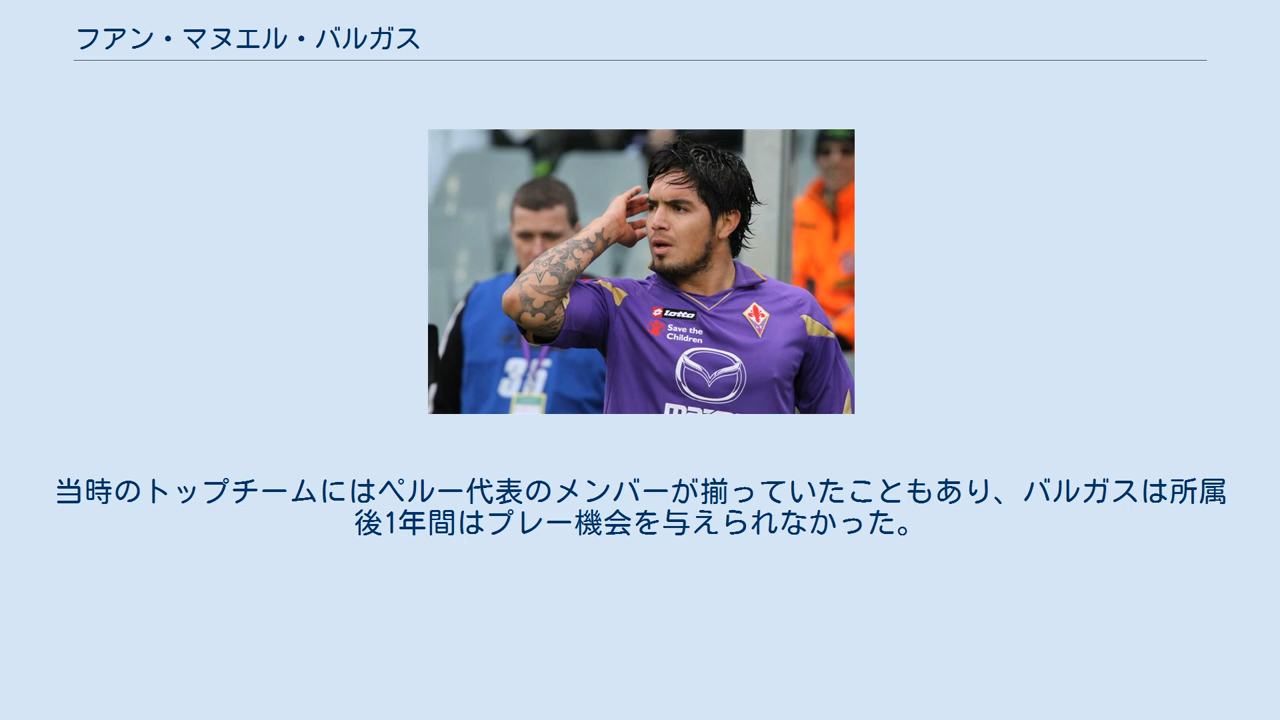 フアン・マヌエル・バルガス
lotto
Save the
Children
当時のトップチームにはペルー代表のメンバーが揃っていたこともあり、バルガスは所属
後1年間はプレー機会を与えられなかった。